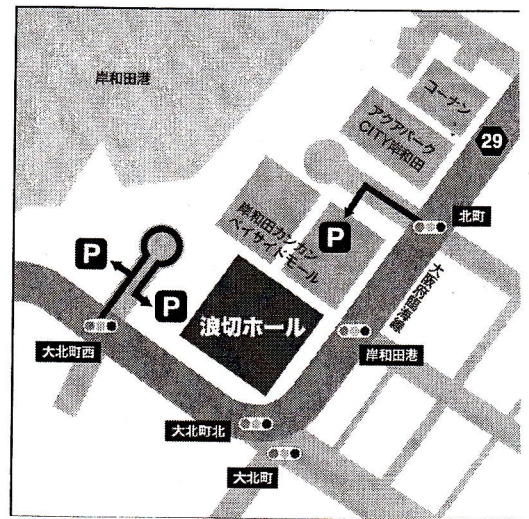 岸和田港
コーナン
アクアパーク
CITY岸和田
29
北町
P
岸和田カンカン
ベイサイドモール
大阪府臨海線
P
P
浪切ホール
岸和田港
大北町西
大北町北
大北町